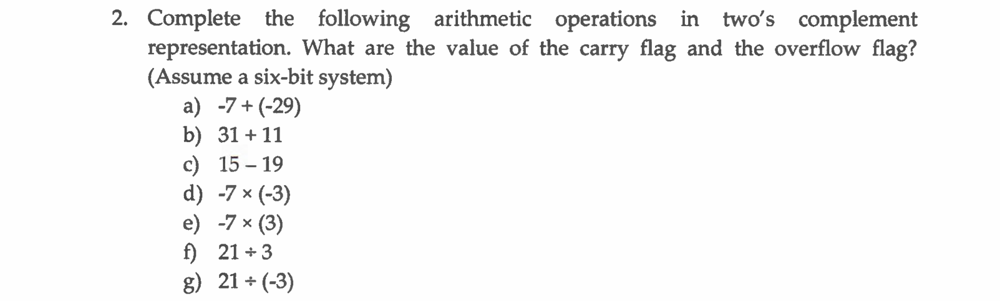 2. Complete the following arithmetic operations in two's complement
representation. What are the value of the carry flag and the overflow flag?
(Assume a six-bit system)
a) -7 + (-29)
b) 31 + 11
c) 15 – 19
d) -7 × (-3)
e) -7 × (3)
f) 21 ÷ 3
g) 21 ÷ (-3)